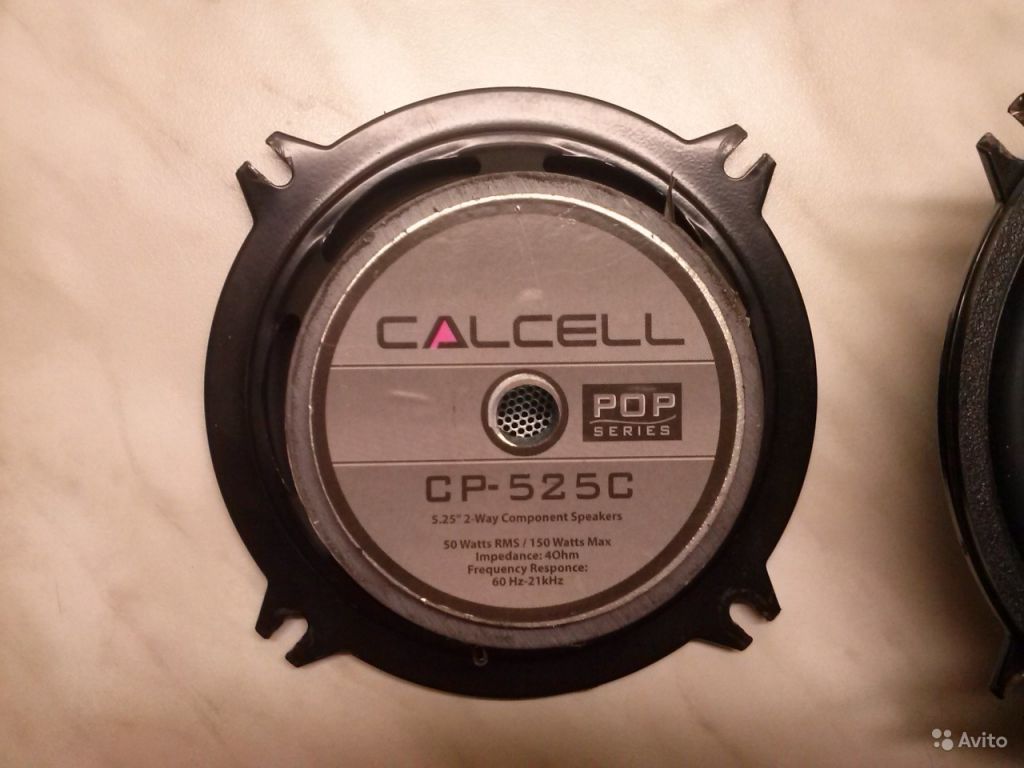 CALCELL
POP
SERIES
CP-525C
5.25" 2-Way Component Speakers
50 Watts RMS / 150 Watts Max
Impedance: 4Ohm
Frequency Responce:
60 Hz-21kHz
Avito